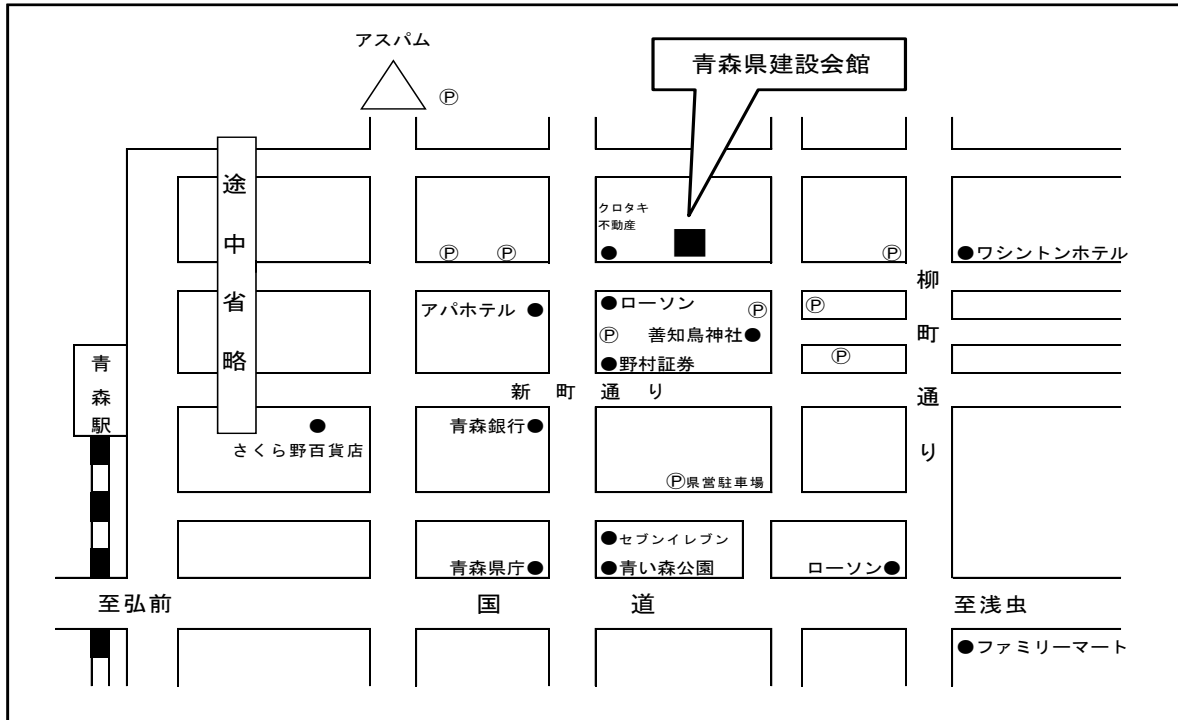 アスパム
Ⓟ
青森県建設会館
途中省略
クロタキ
不動産
Ⓟ Ⓟ
Ⓟ
●ワシントンホテル
柳町通り
アパホテル ●
●ローソン
Ⓟ
Ⓟ 善知鳥神社●
●野村証券
Ⓟ
Ⓟ
青森駅
新町通り
さくら野百貨店
青森銀行●
Ⓟ県営駐車場
●セブンイレブン
青森県庁●
●青い森公園
ローソン●
至弘前
国道
至浅虫
●ファミリーマート